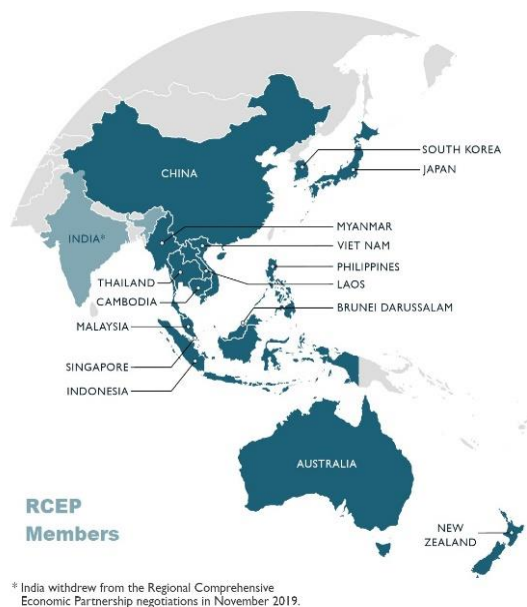 SOUTH KOREA
CHINA
JAPAN
MYANMAR
INDIA*
VIET NAM
PHILIPPINES
THAILAND
LAOS
CAMBODIA
BRUNEI DARUSSALAM
MALAYSIA
SINGAPORE
INDONESIA
AUSTRALIA
RCEP
Members
NEW
ZEALAND
* India withdrew from the Regional Comprehensive
Economic Partnership negotiations in November 2019.